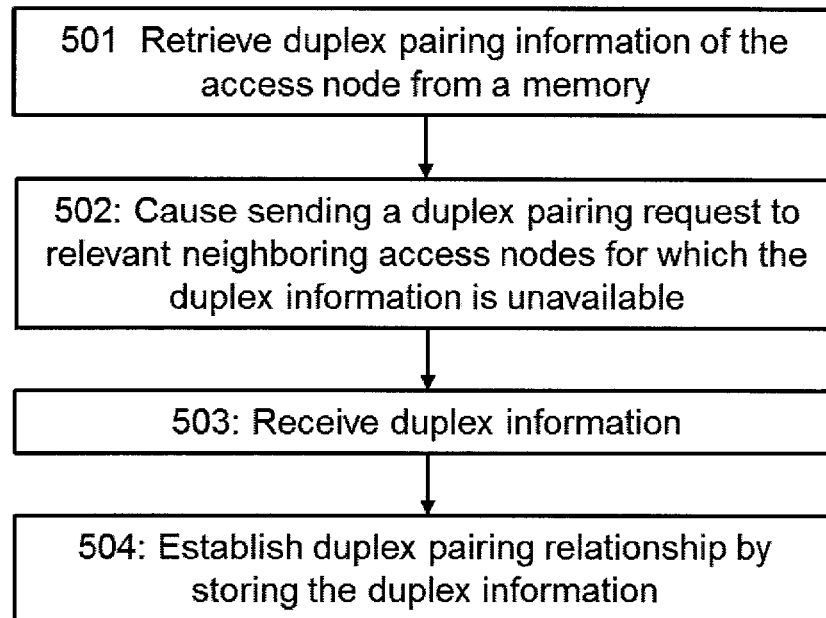 501 Retrieve duplex pairing information of the
access node from a memory
502: Cause sending a duplex pairing request to
relevant neighboring access nodes for which the
duplex information is unavailable
503: Receive duplex information
504: Establish duplex pairing relationship by
storing the duplex information